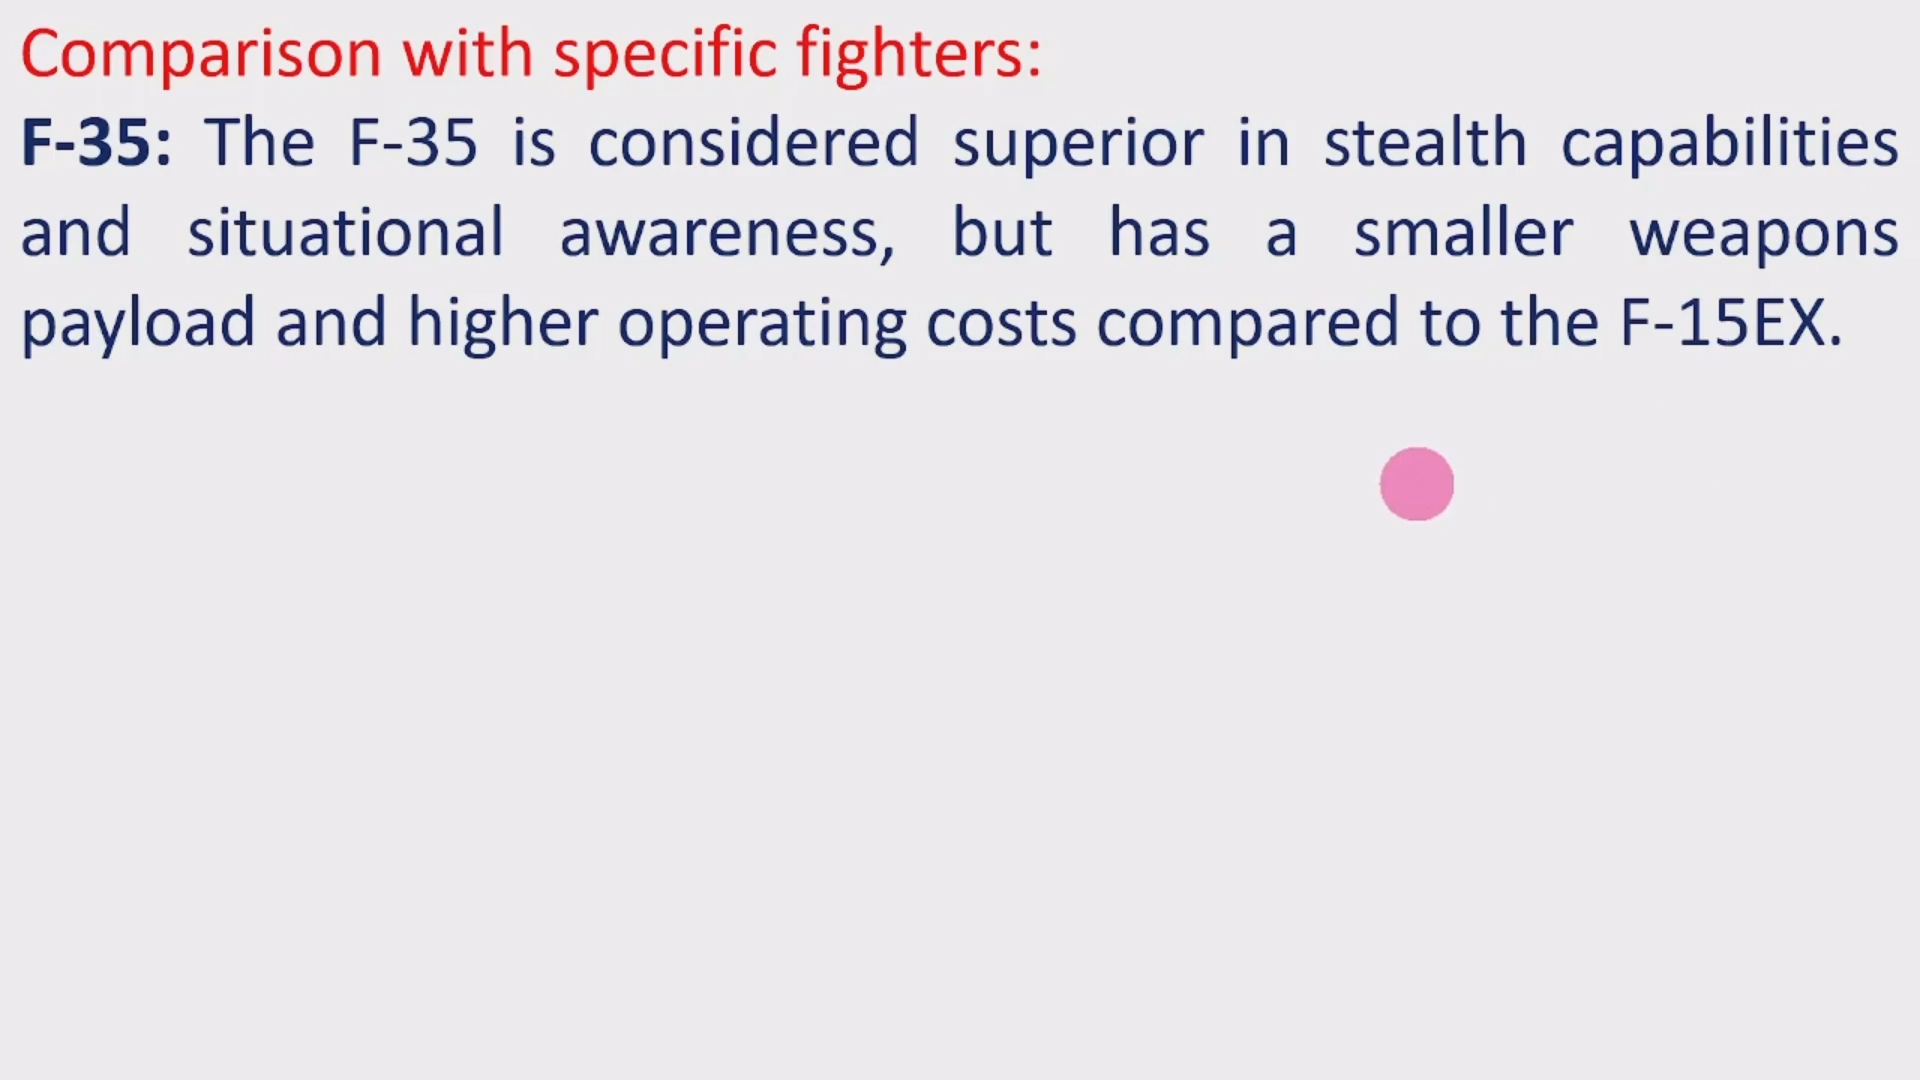 Comparison with specific fighters:
F-35: The F-35 is considered superior in stealth capabilities
and situational awareness, but has a smaller weapons
payload and higher operating costs compared to the F-15EX.